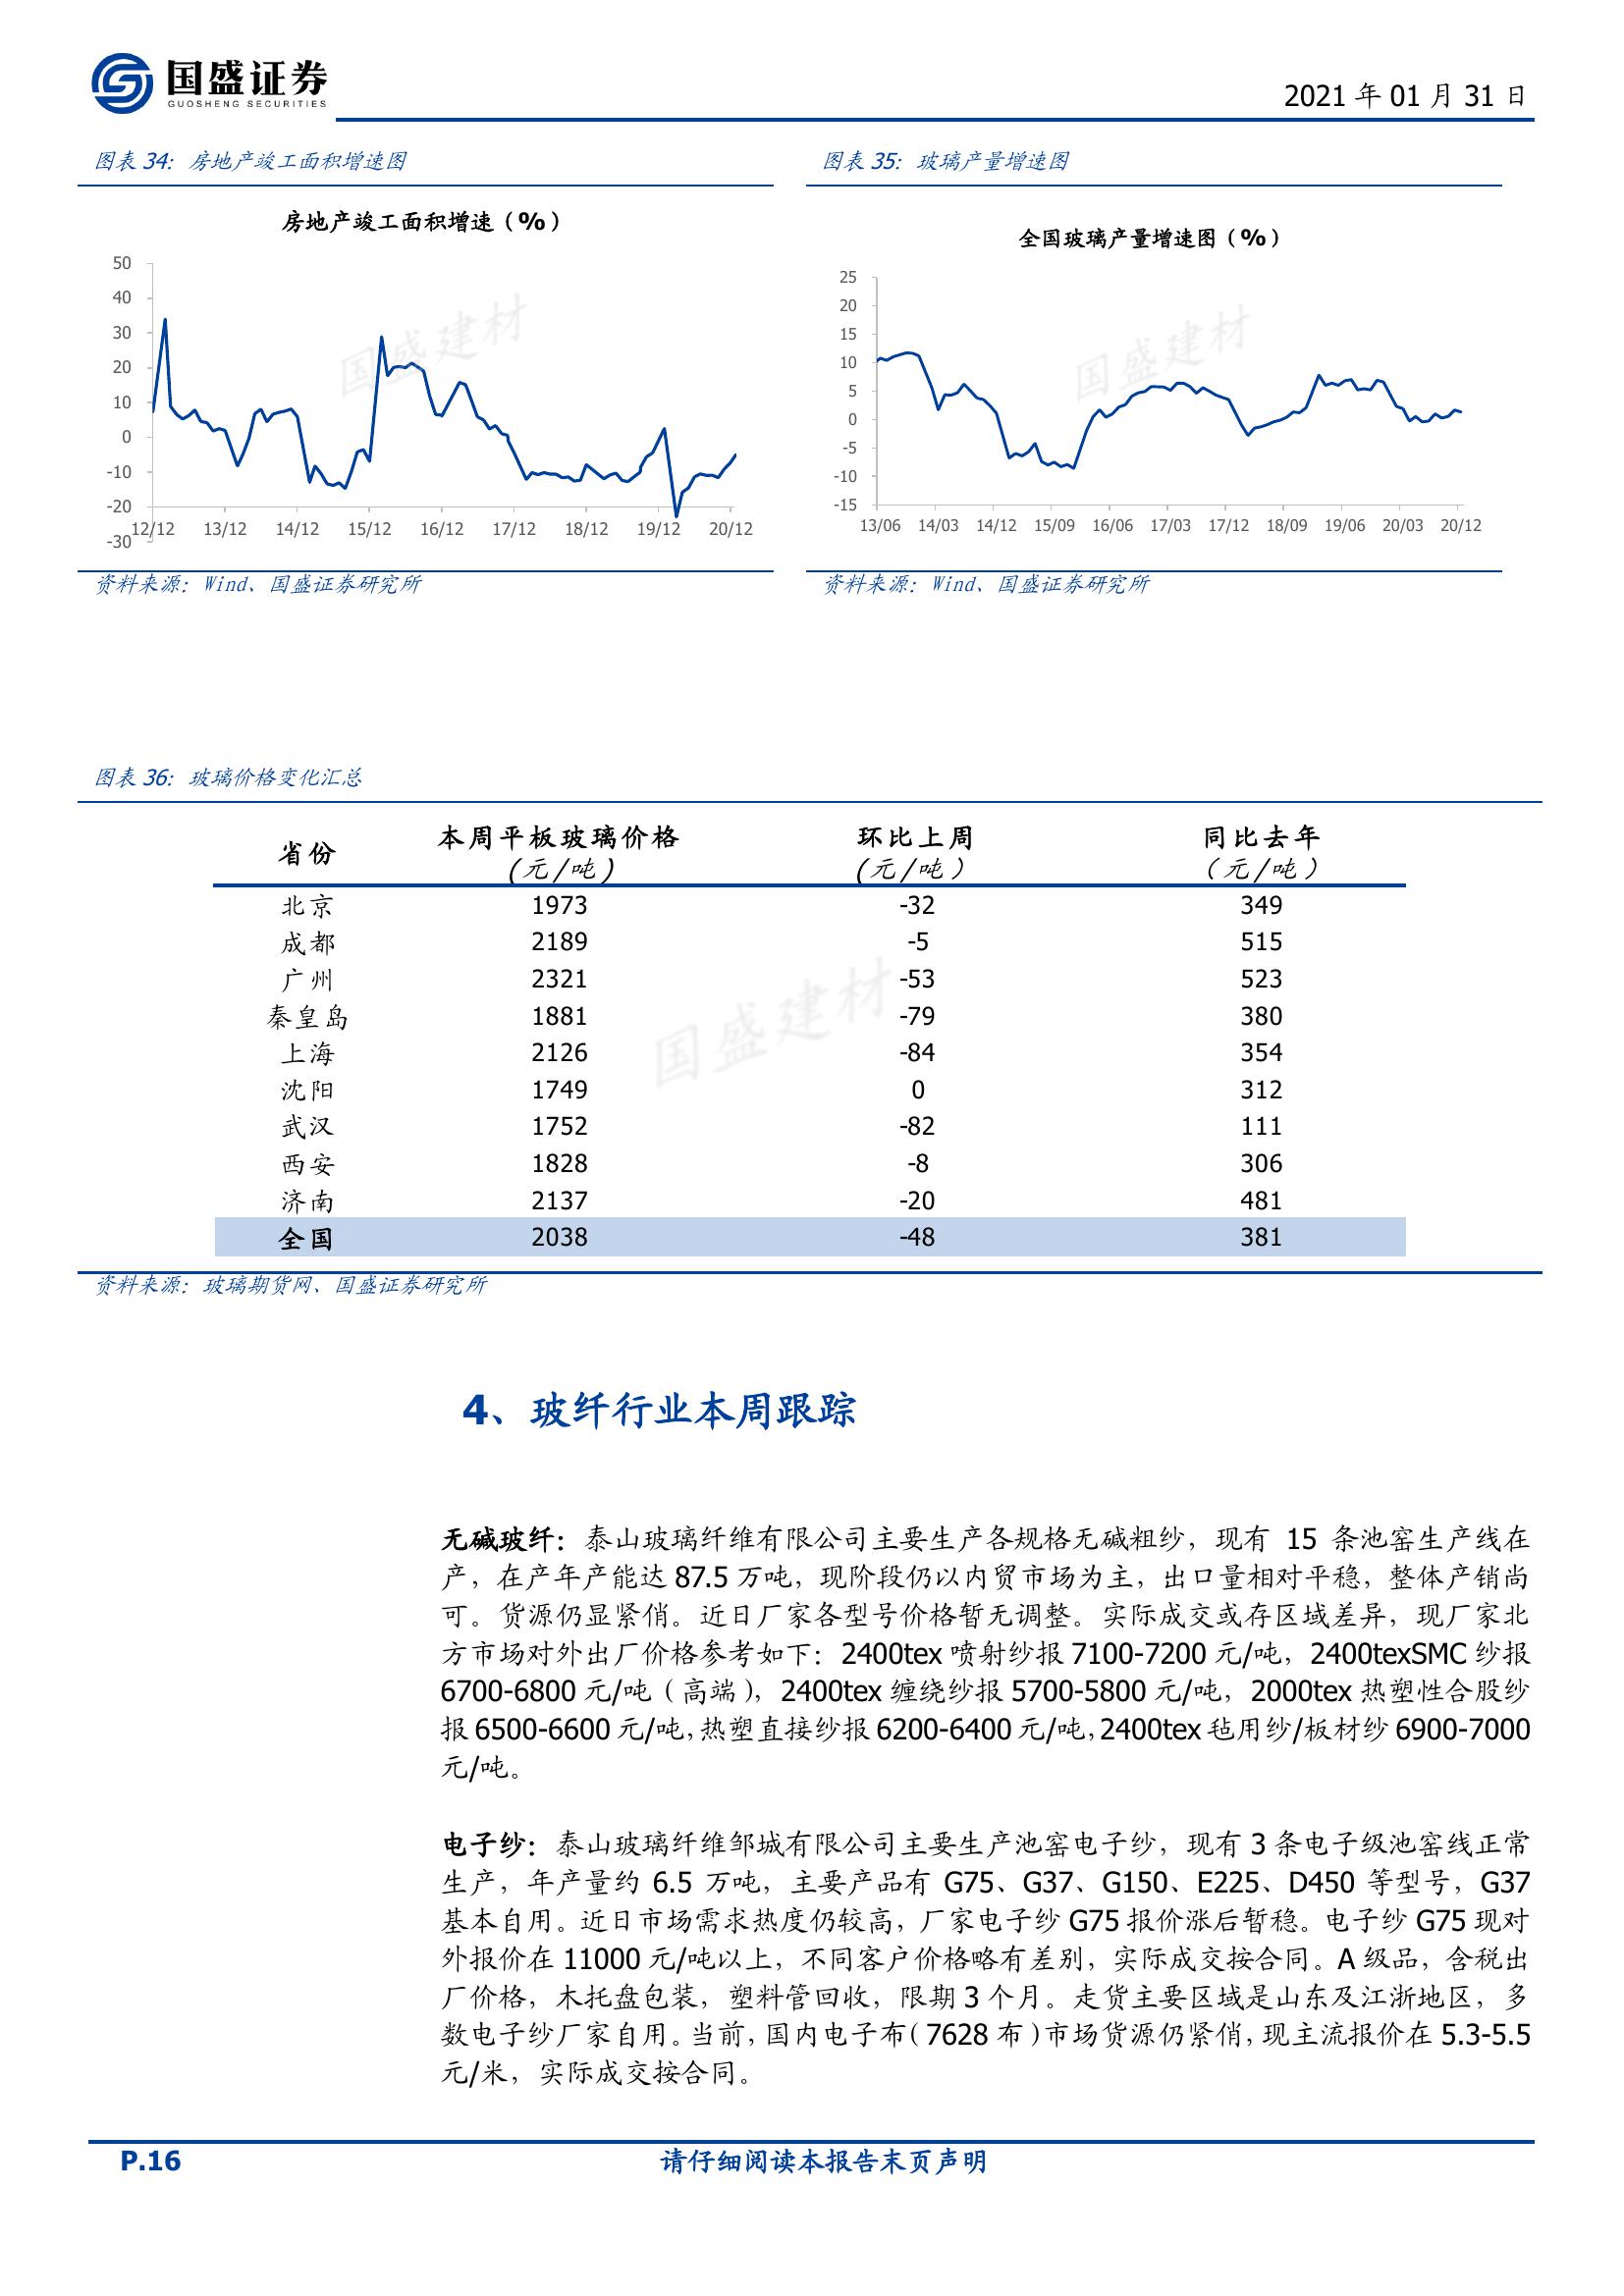 国盛证券
GUOSHENG SECURITIES
2021 年 01 月 31 日
图表 34：房地产竣工面积增速图
图表 35：玻璃产量增速图
房地产竣工面积增速（%）
50
40
30
20
10
0
-10
-20
-30
12/12 13/12 14/12 15/12 16/12 17/12 18/12 19/12 20/12
国盛建材
资料来源：Wind、国盛证券研究所
全国玻璃产量增速图（%）
25
20
15
10
5
0
-5
-10
-15
13/06 14/03 14/12 15/09 16/06 17/03 17/12 18/09 19/06 20/03 20/12
国盛建材
资料来源：Wind、国盛证券研究所
图表 36：玻璃价格变化汇总
省份 本周平板玻璃价格 环比上周 同比去年
(元/吨) (元/吨） （元/吨）
北京 1973 -32 349
成都 2189 -5 515
广州 2321 -53 523
秦皇岛 1881 -79 380
上海 2126 -84 354
沈阳 1749 0 312
武汉 1752 -82 111
西安 1828 -8 306
济南 2137 -20 481
全国 2038 -48 381
国盛建材
资料来源：玻璃期货网、国盛证券研究所
4、玻纤行业本周跟踪
无碱玻纤：泰山玻璃纤维有限公司主要生产各规格无碱粗纱，现有 15 条池窑生产线在
产，在产年产能达 87.5 万吨，现阶段仍以内贸市场为主，出口量相对平稳，整体产销尚
可。货源仍显紧俏。近日厂家各型号价格暂无调整。实际成交或存区域差异，现厂家北
方市场对外出厂价格参考如下：2400tex 喷射纱报 7100-7200 元/吨，2400texSMC 纱报
6700-6800 元/吨（高端），2400tex 缠绕纱报 5700-5800 元/吨，2000tex 热塑性合股纱
报 6500-6600 元/吨，热塑直接纱报 6200-6400 元/吨，2400tex 毡用纱/板材纱 6900-7000
元/吨。
电子纱：泰山玻璃纤维邹城有限公司主要生产池窑电子纱，现有 3 条电子级池窑线正常
生产，年产量约 6.5 万吨，主要产品有 G75、G37、G150、E225、D450 等型号，G37
基本自用。近日市场需求热度仍较高，厂家电子纱 G75 报价涨后暂稳。电子纱 G75 现对
外报价在 11000 元/吨以上，不同客户价格略有差别，实际成交按合同。A 级品，含税出
厂价格，木托盘包装，塑料管回收，限期 3 个月。走货主要区域是山东及江浙地区，多
数电子纱厂家自用。当前，国内电子布（7628 布）市场货源仍紧俏，现主流报价在 5.3-5.5
元/米，实际成交按合同。
P.16
请仔细阅读本报告末页声明